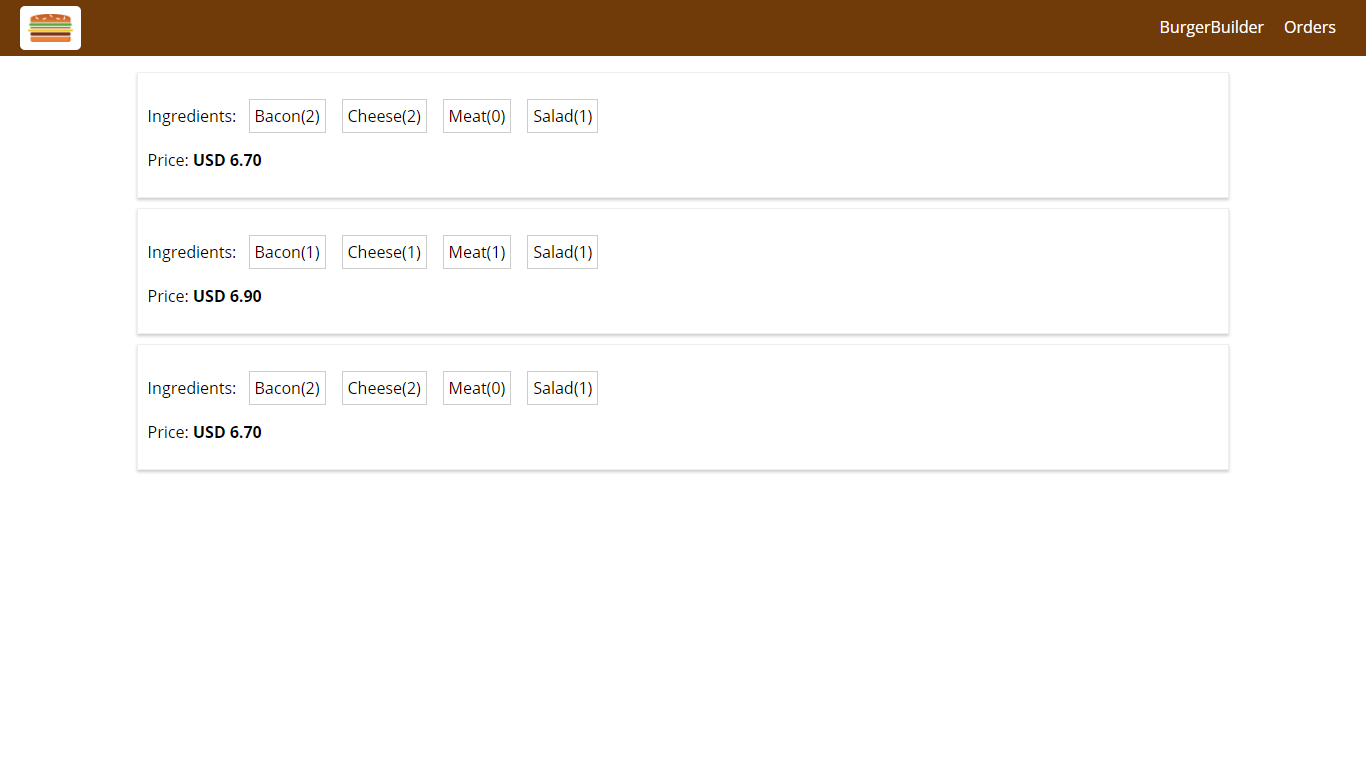 BurgerBuilder Orders
Ingredients: Bacon(2) Cheese(2) Meat(0) Salad(1)
Price: USD 6.70
Ingredients: Bacon(1) Cheese(1) Meat(1) Salad(1)
Price: USD 6.90
Ingredients: Bacon(2) Cheese(2) Meat(0) Salad(1)
Price: USD 6.70